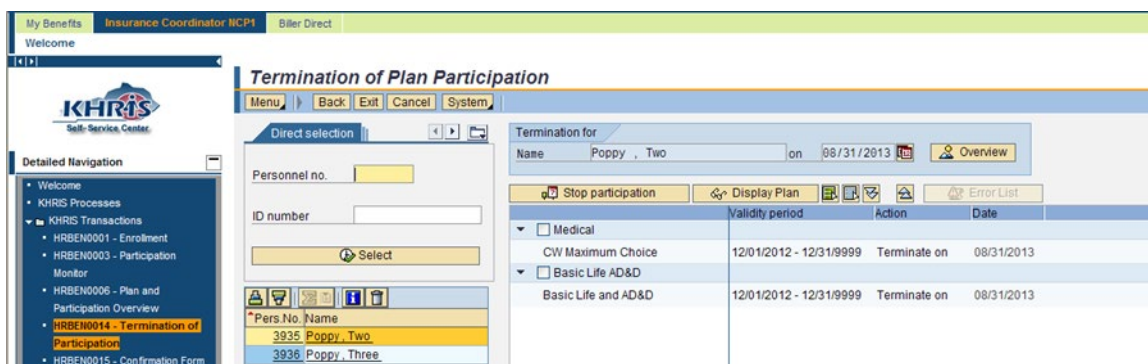 My Benefits Insurance Coordinator NCP1 Biller Direct
Welcome
KHRIS
Self-Service Center
Detailed Navigation
Welcome
KHRIS Processes
KHRIS Transactions
HRBEN0001 - Enrollment
HRBEN0003 - Participation
Monitor
HRBEN0006 - Plan and
Participation Overview
HRBEN0014 - Termination of
Participation
HRBEN0015 - Confirmation Form
Termination of Plan Participation
Menu Back Exit Cancel System
Direct selection
Personnel no.
ID number
Select
Pers.No. Name
3935 Poppy , Two
3936 Poppy , Three
Termination for
Name Poppy , Two on 08/31/2013 Overview
Stop participation Display Plan Error List
Validity period Action Date
Medical
CW Maximum Choice 12/01/2012 - 12/31/9999 Terminate on 08/31/2013
Basic Life AD&D
Basic Life and AD&D 12/01/2012 - 12/31/9999 Terminate on 08/31/2013